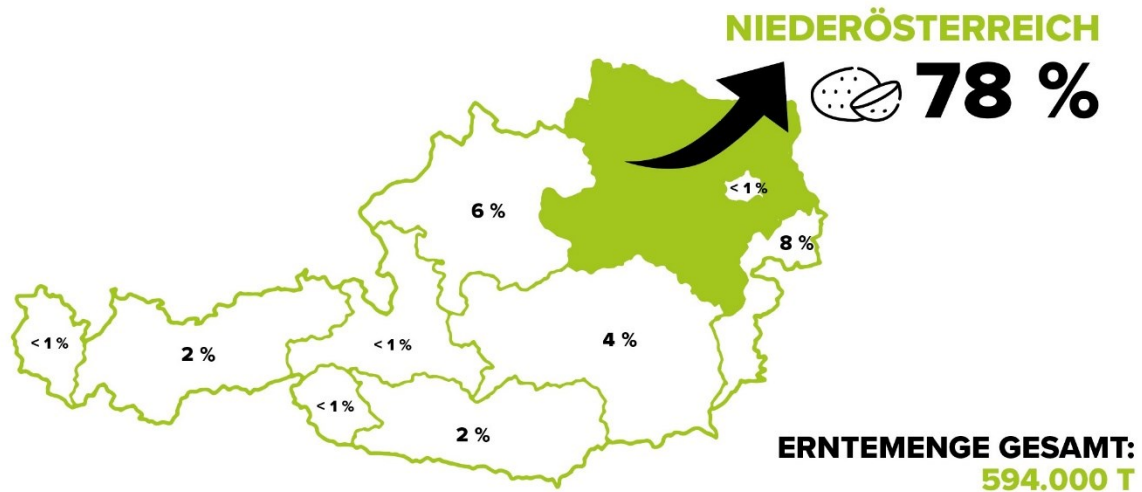 NIEDERÖSTERREICH
78 %
< 1 %
6 %
8 %
< 1 %
2 %
< 1 %
4 %
< 1 %
2 %
ERNTEMENGE GESAMT:
594.000 T